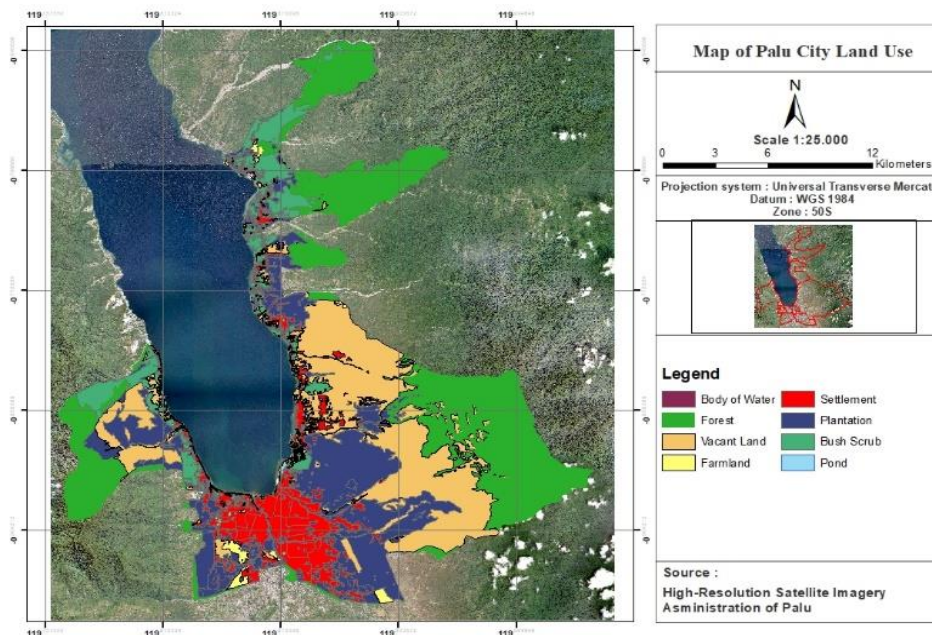 Map of Palu City Land Use
N
Scale 1:25.000
0 3 6 12
Kilometers
Projection system : Universal Transverse Mercat
Datum : WGS 1984
Zone : 50S
Legend
Body of Water
Settlement
Forest
Plantation
Vacant Land
Bush Scrub
Farmland
Pond
Source :
High-Resolution Satellite Imagery
Asministration of Palu